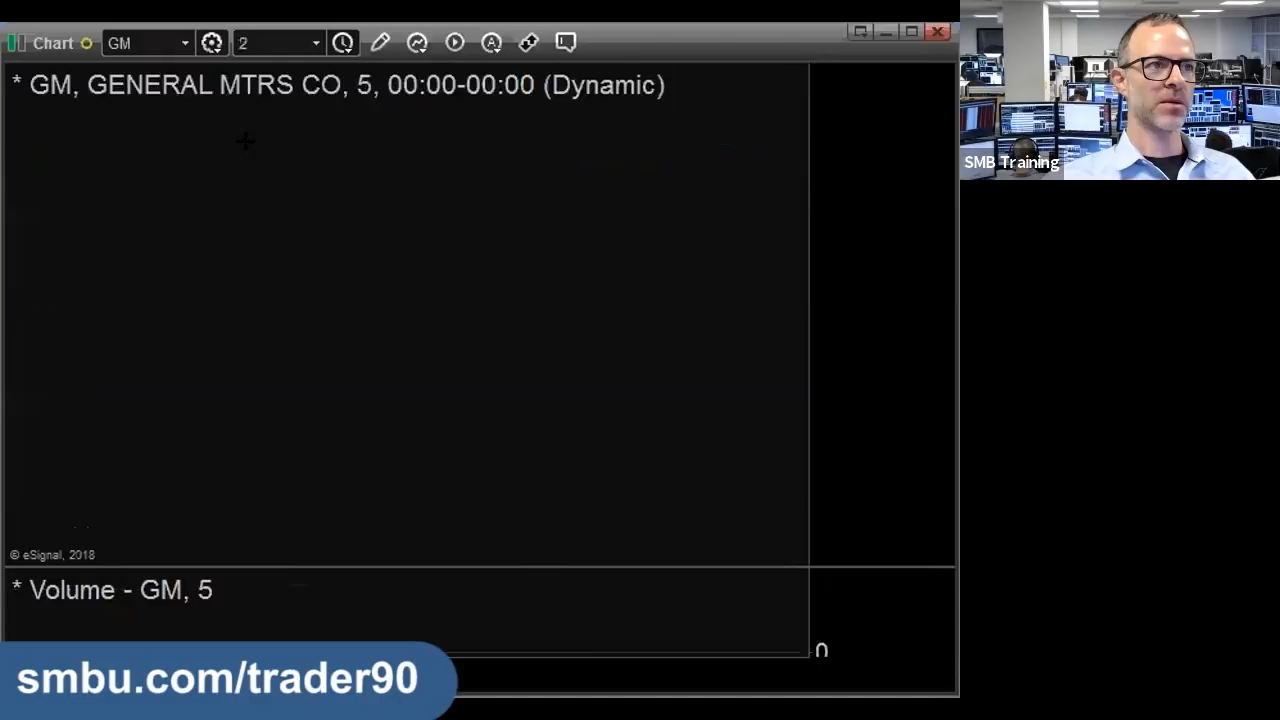 Chart GM 2
* GM, GENERAL MTRS CO, 5, 00:00-00:00 (Dynamic)
SMB Training
© eSignal, 2018
* Volume - GM, 5
0
smbu.com/trader90